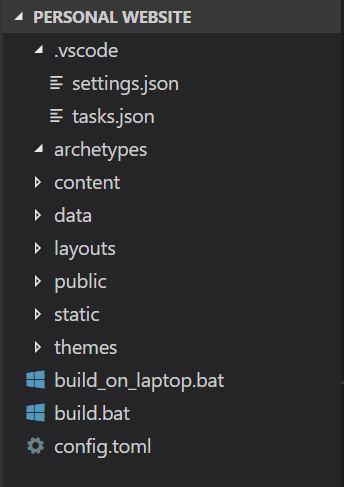 PERSONAL WEBSITE
.vscode
settings.json
tasks.json
archetypes
content
data
layouts
public
static
themes
build_on_laptop.bat
build.bat
config.toml